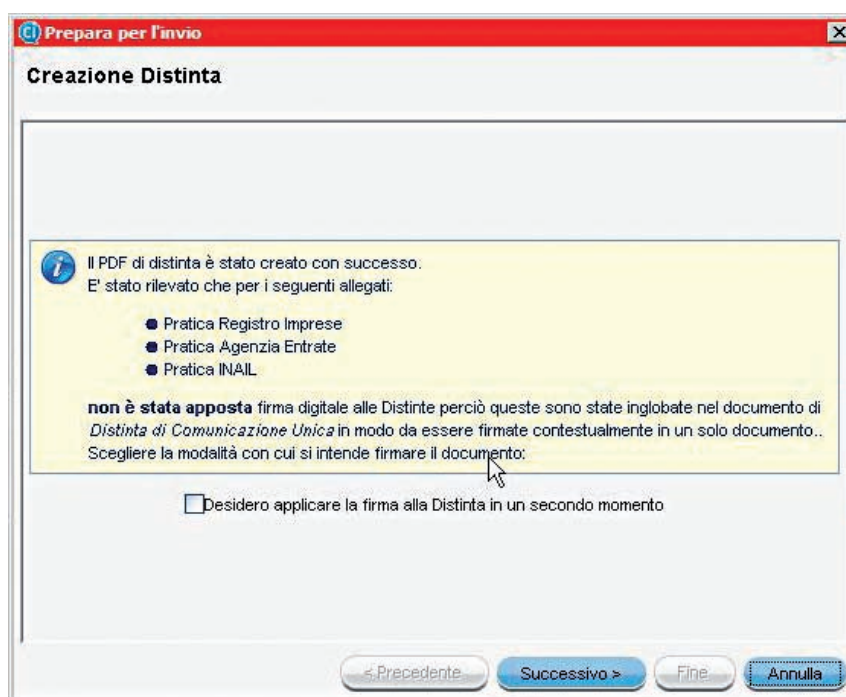 Prepara per l'invio
Creazione Distinta
Il PDF di distinta è stato creato con successo.
E' stato rilevato che per i seguenti allegati:
Pratica Registro Imprese
Pratica Agenzia Entrate
Pratica INAIL
non è stata apposta firma digitale alle Distinte perciò queste sono state inglobate nel documento di
Distinta di Comunicazione Unica in modo da essere firmate contestualmente in un solo documento..
Scegliere la modalità con cui si intende firmare il documento:
Desidero applicare la firma alla Distinta in un secondo momento
< Precedente Successivo > Fine Annulla